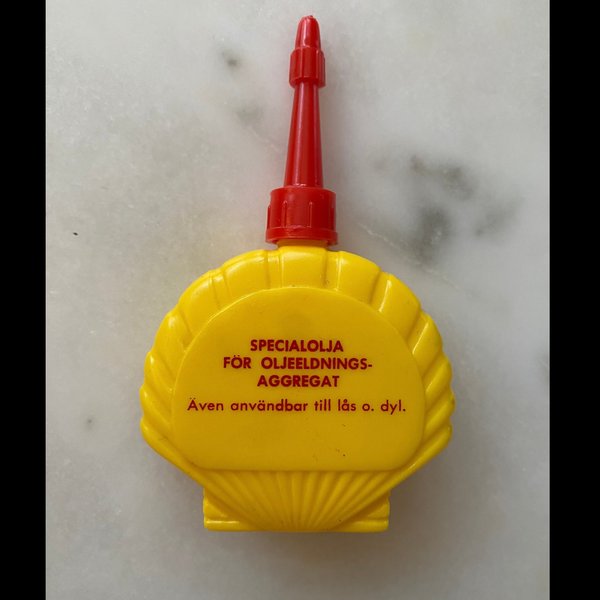 SPECIALOLJA
FÖR OLJEELDNINGS-
AGGREGAT
Även användbar till lås o. dyl.